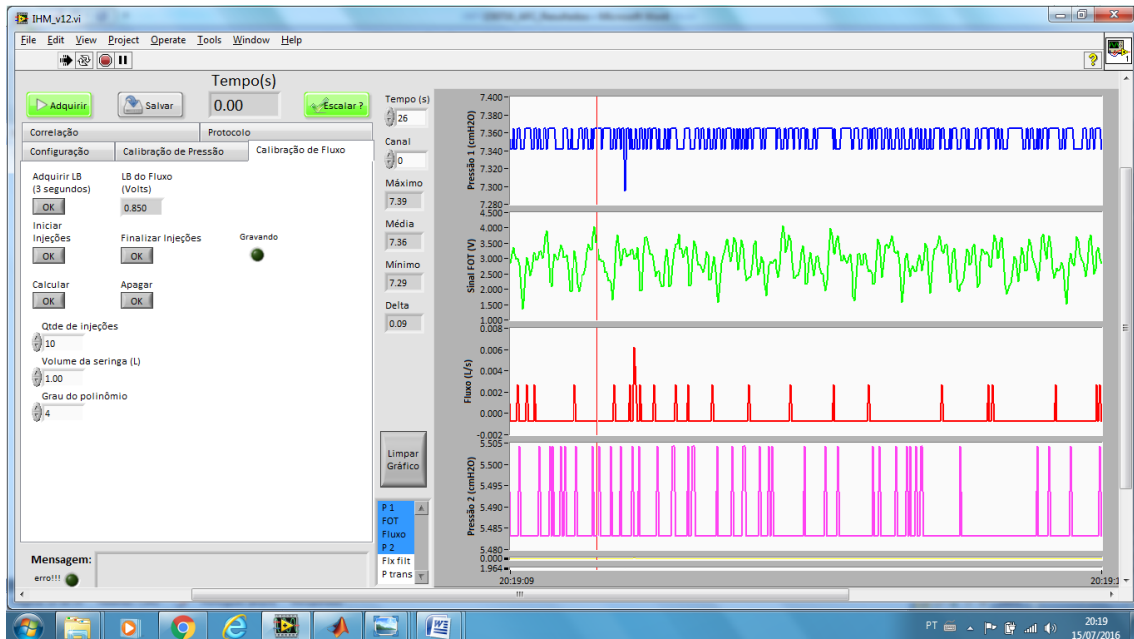 IHM_v12.vi
File Edit View Project Operate Tools Window Help
1
Tempo(s)
Adquirir
Salvar
0.00
Escalar ?
Correlação
Protocolo
Configuração
Calibração de Pressão
Calibração de Fluxo
Adquirir LB
(3 segundos)
OK
LB do Fluxo
(Volts)
0.850
Iniciar
Injeções
OK
Finalizar Injeções
OK
Gravando
Calcular
OK
Apagar
OK
Qtde de injeções
10
Volume da seringa (L)
1.00
Grau do polinômio
4
Mensagem:
erro!!!
Tempo (s)
26
Canal
0
Máximo
7.39
Média
7.36
Mínimo
7.29
Delta
0.09
Limpar
Gráfico
P 1
FOT
Fluxo
P 2
Flx filt
P trans
Pressão 1 (cmH2O)
7.400
7.380
7.360
7.340
7.320
7.300
7.280
Sinal FOT (V)
4.500
4.000
3.500
3.000
2.500
2.000
1.500
1.000
Fluxo (L/s)
0.008
0.006
0.004
0.002
0.000
-0.002
Pressão 2 (cmH2O)
5.505
5.500
5.495
5.490
5.485
5.480
0.000
1.964
20:19:09
20:19:1
PT
20:19
15/07/2016